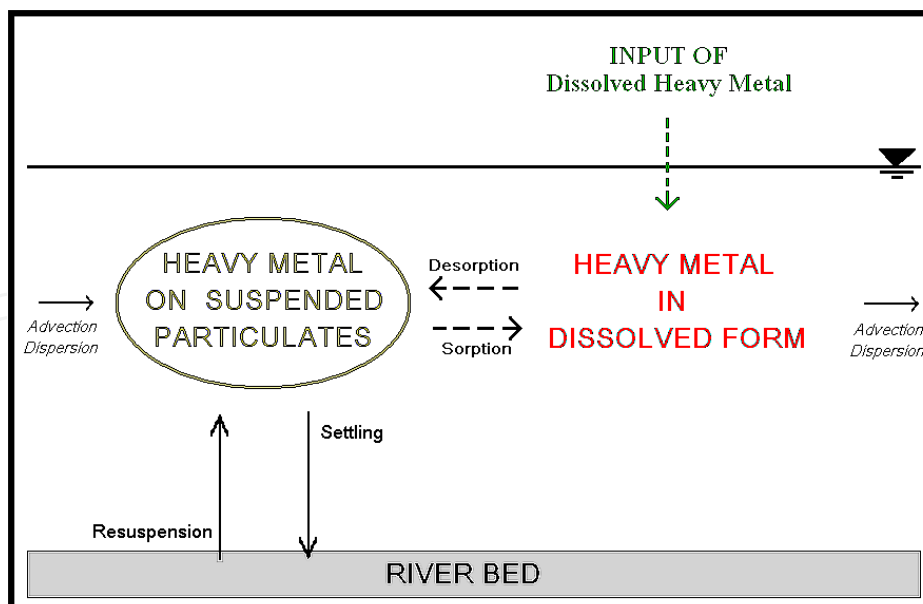 INPUT OF
Dissolved Heavy Metal
HEAVY METAL
ON SUSPENDED
PARTICULATES
Desorption
Sorption
HEAVY METAL
IN
DISSOLVED FORM
Advection
Dispersion
Advection
Dispersion
Settling
Resuspension
RIVER BED